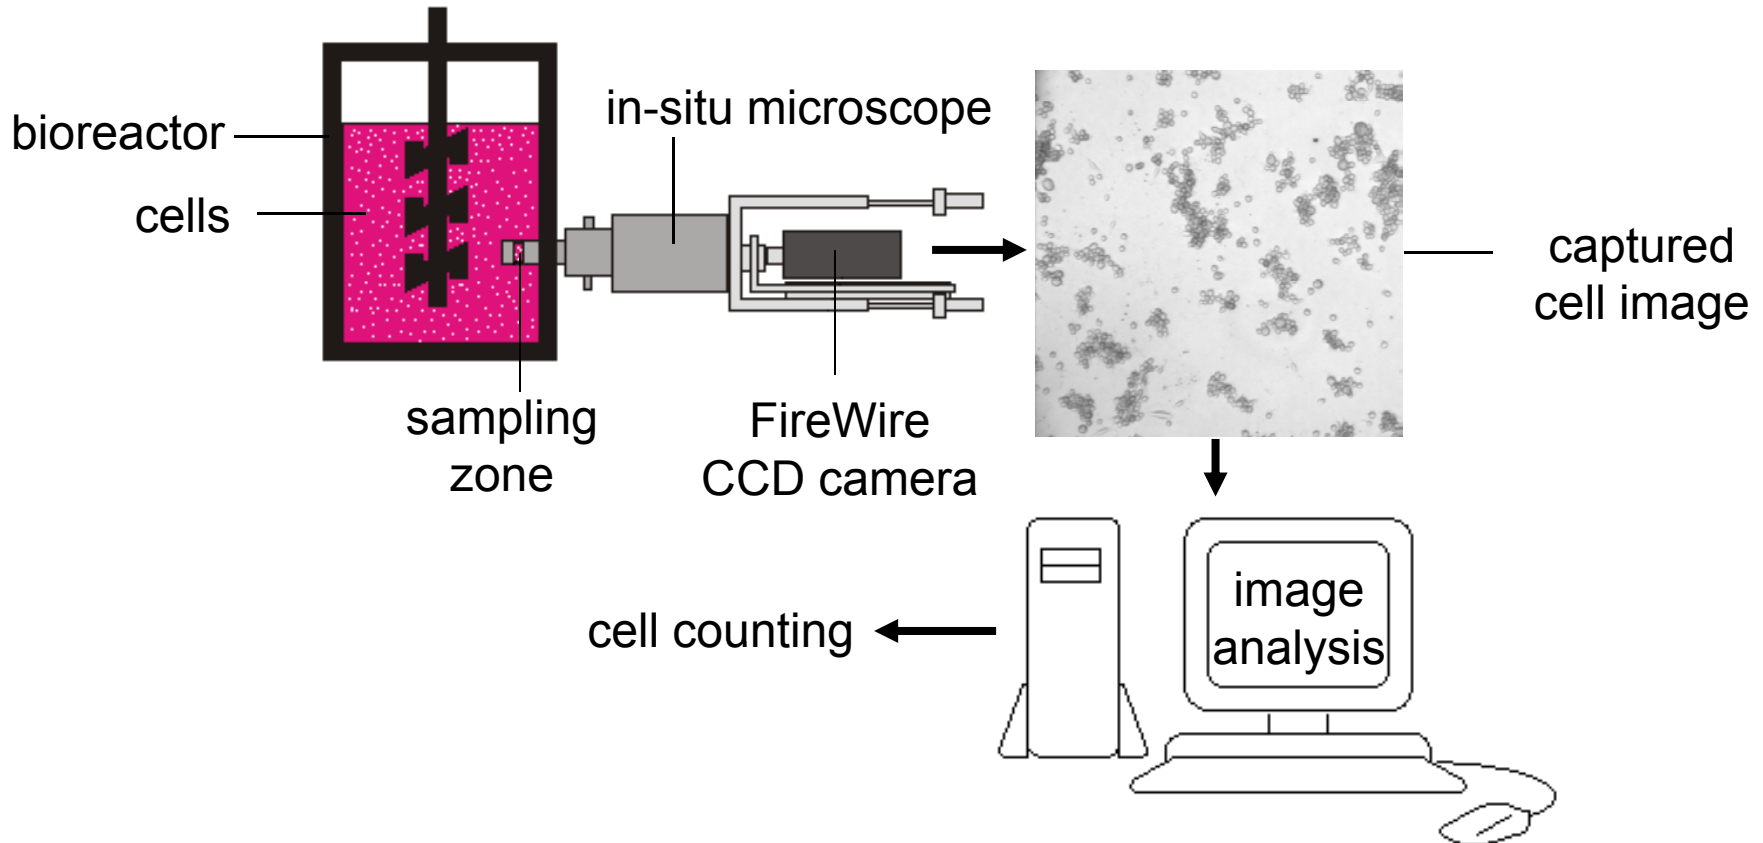 bioreactor
cells
in-situ microscope
sampling
zone
FireWire
CCD camera
captured
cell image
image
analysis
cell counting